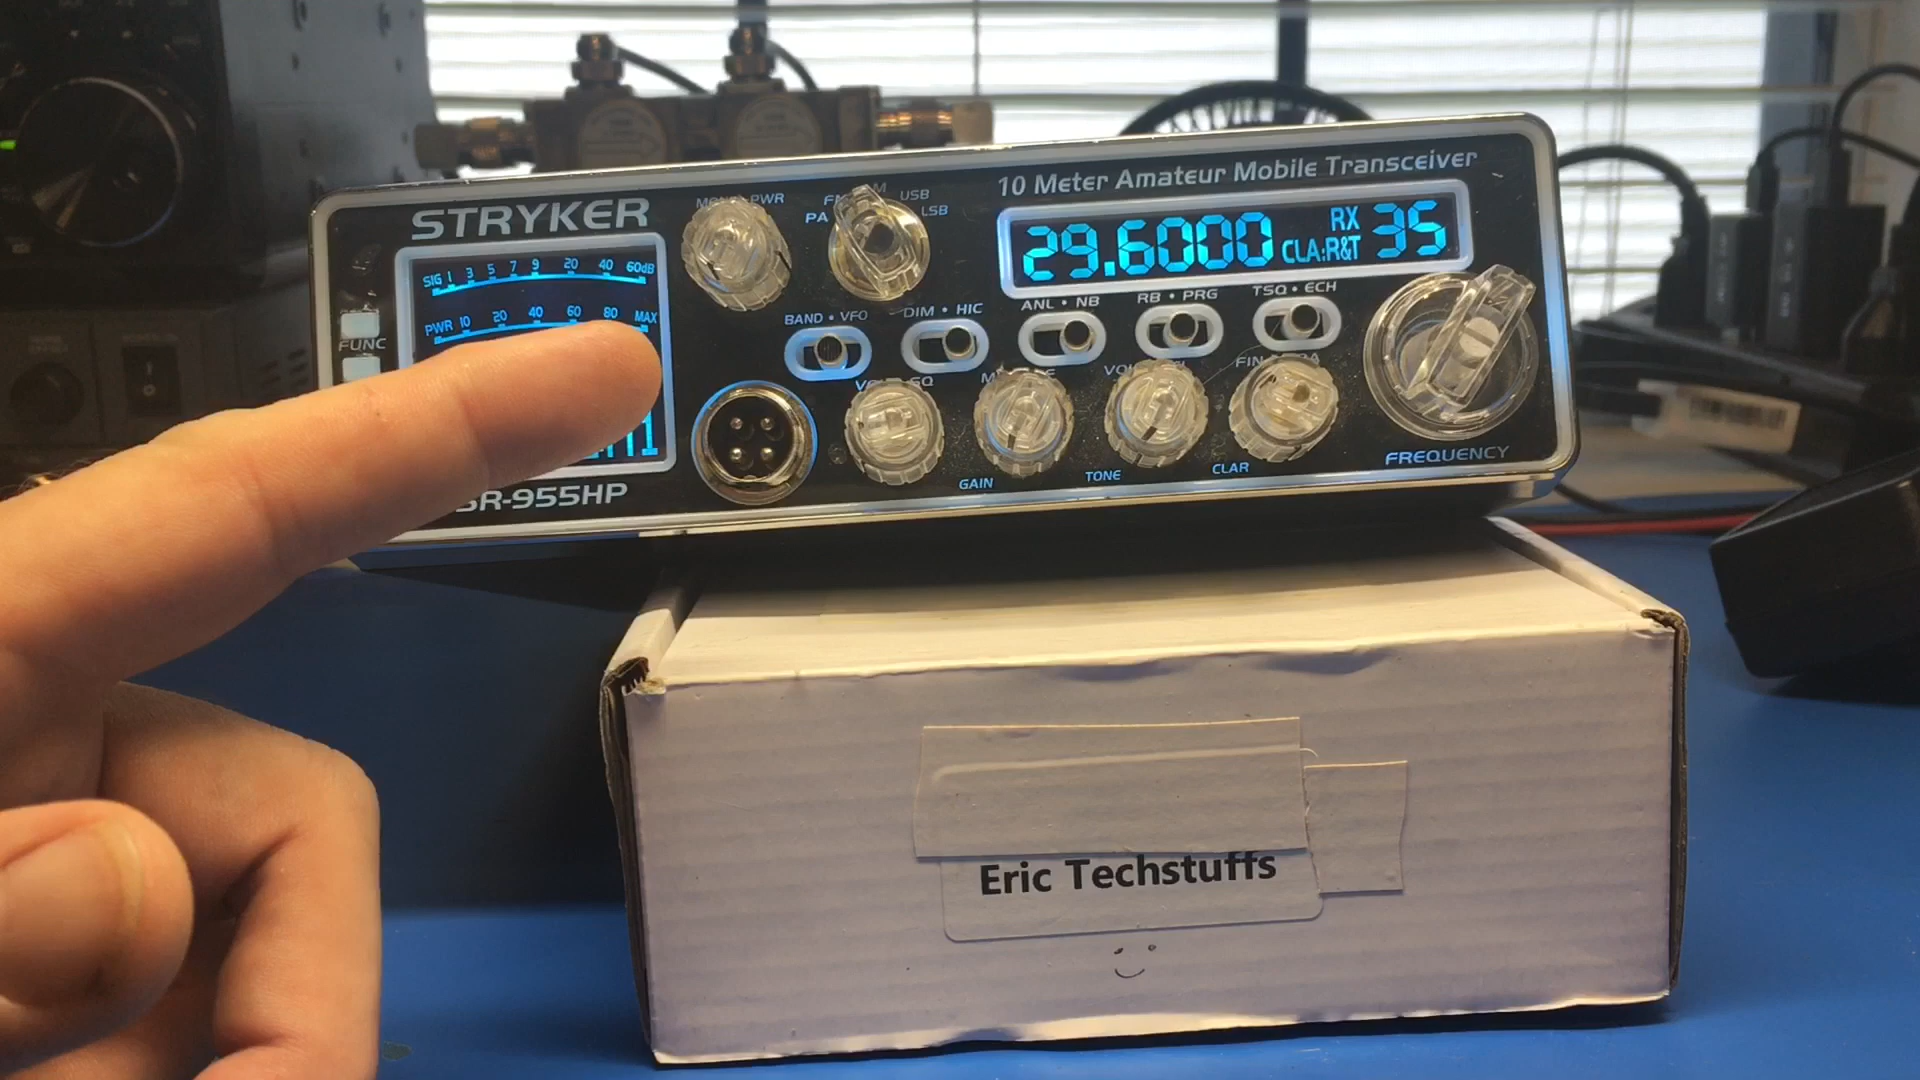 STRYKER
10 Meter Amateur Mobile Transceiver
PWR
PA
USB
LSB
29.6000
RX
CLA:R&T
35
SIG 1 3 5 7 9 20 40 60dB
PWR 10 20 40 60 80 MAX
FUNC
BAND • VFO
DIM • HIC
ANL • NB
RB • PRG
TSQ • ECH
GAIN
TONE
CLAR
FREQUENCY
SR-955HP
Eric Techstuffs